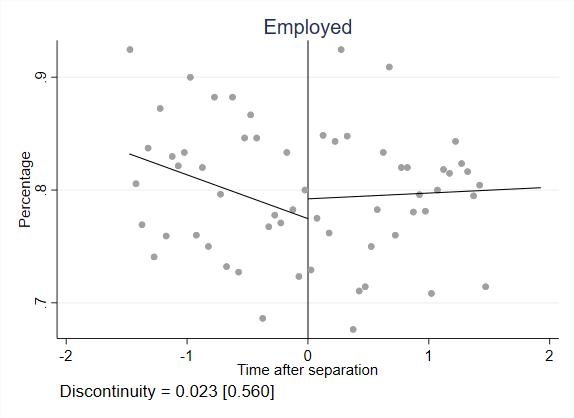 Employed
Percentage
.9
.8
.7
-2 -1 0 1 2
Time after separation
Discontinuity = 0.023 [0.560]